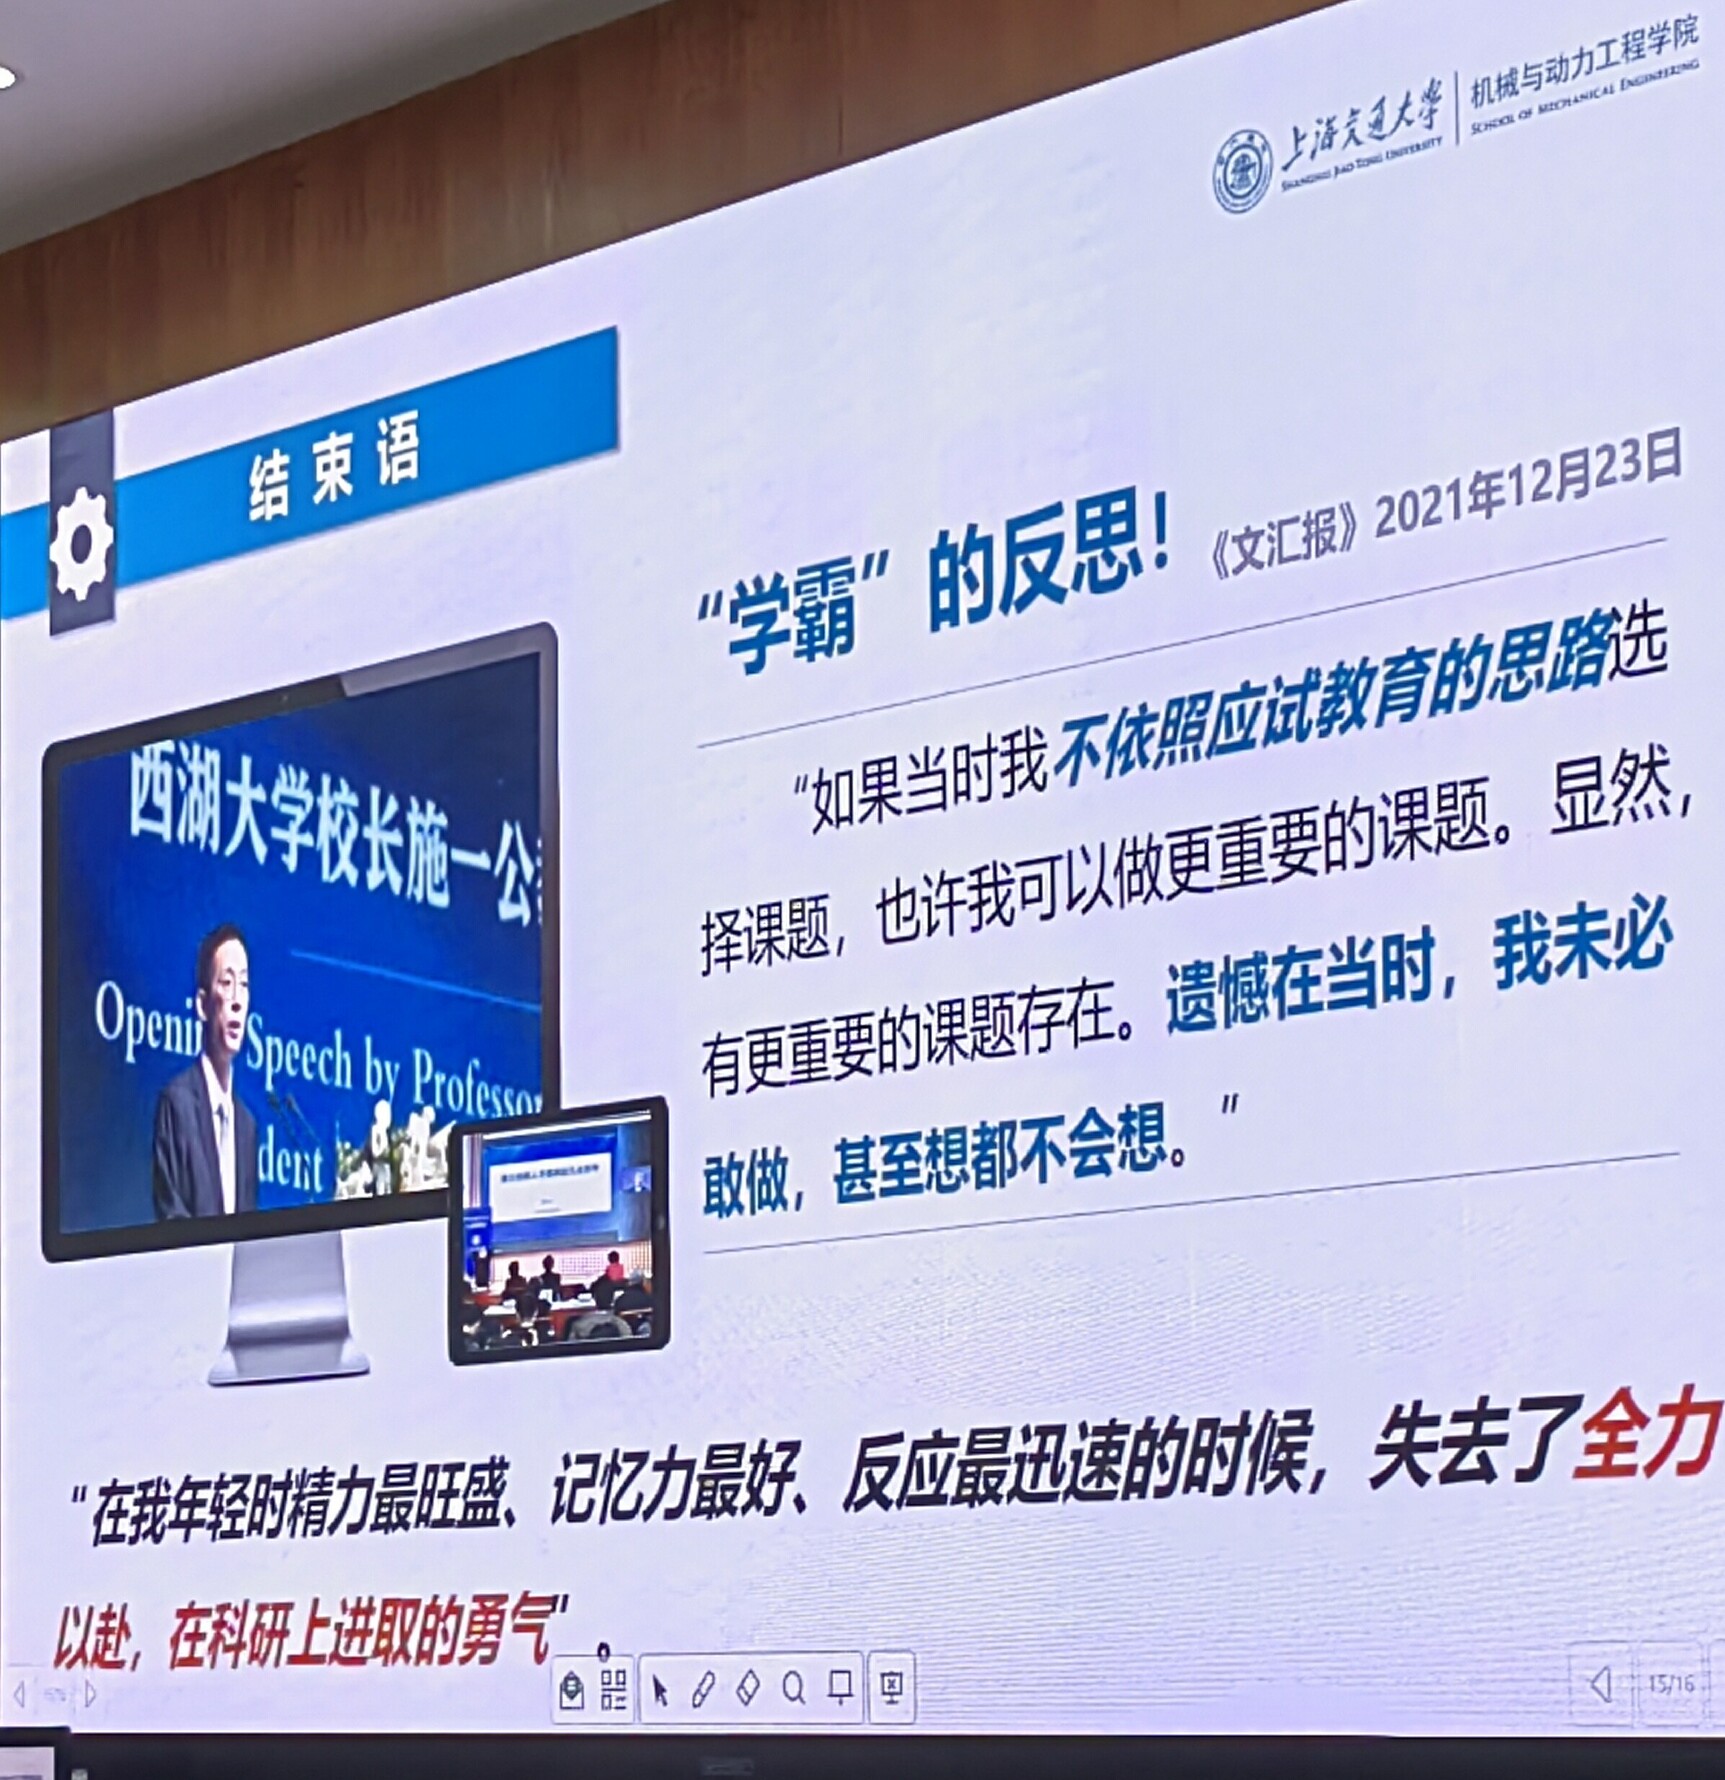 上海交通大学
SHANGHAI JIAO TONG UNIVERSITY
机械与动力工程学院
SCHOOL OF MECHANICAL ENGINEERING
结束语
“学霸”的反思！
《文汇报》2021年12月23日
“如果当时我不依照应试教育的思路选
择课题，也许我可以做更重要的课题。显然，
有更重要的课题存在。遗憾在当时，我未必
敢做，甚至想都不会想。”
西湖大学校长施一公
Openi Speech by Professor
dent
“在我年轻时精力最旺盛、记忆力最好、反应最迅速的时候，失去了全力
以赴，在科研上进取的勇气”。
15/16